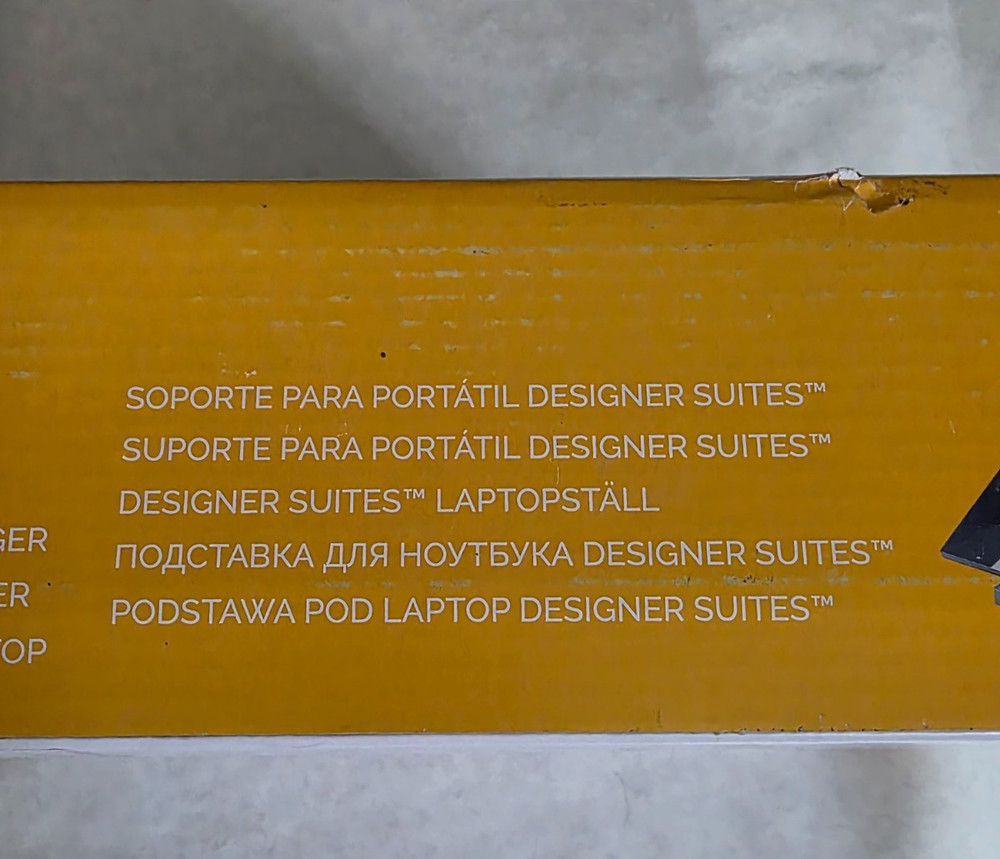 SOPORTE PARA PORTÁTIL DESIGNER SUITES™
SUPORTE PARA PORTÁTIL DESIGNER SUITES™
DESIGNER SUITES™ LAPTOPSTÄLL
ПОДСТАВКА ДЛЯ НОУТБУКА DESIGNER SUITES™
PODSTAWA POD LAPTOP DESIGNER SUITES™